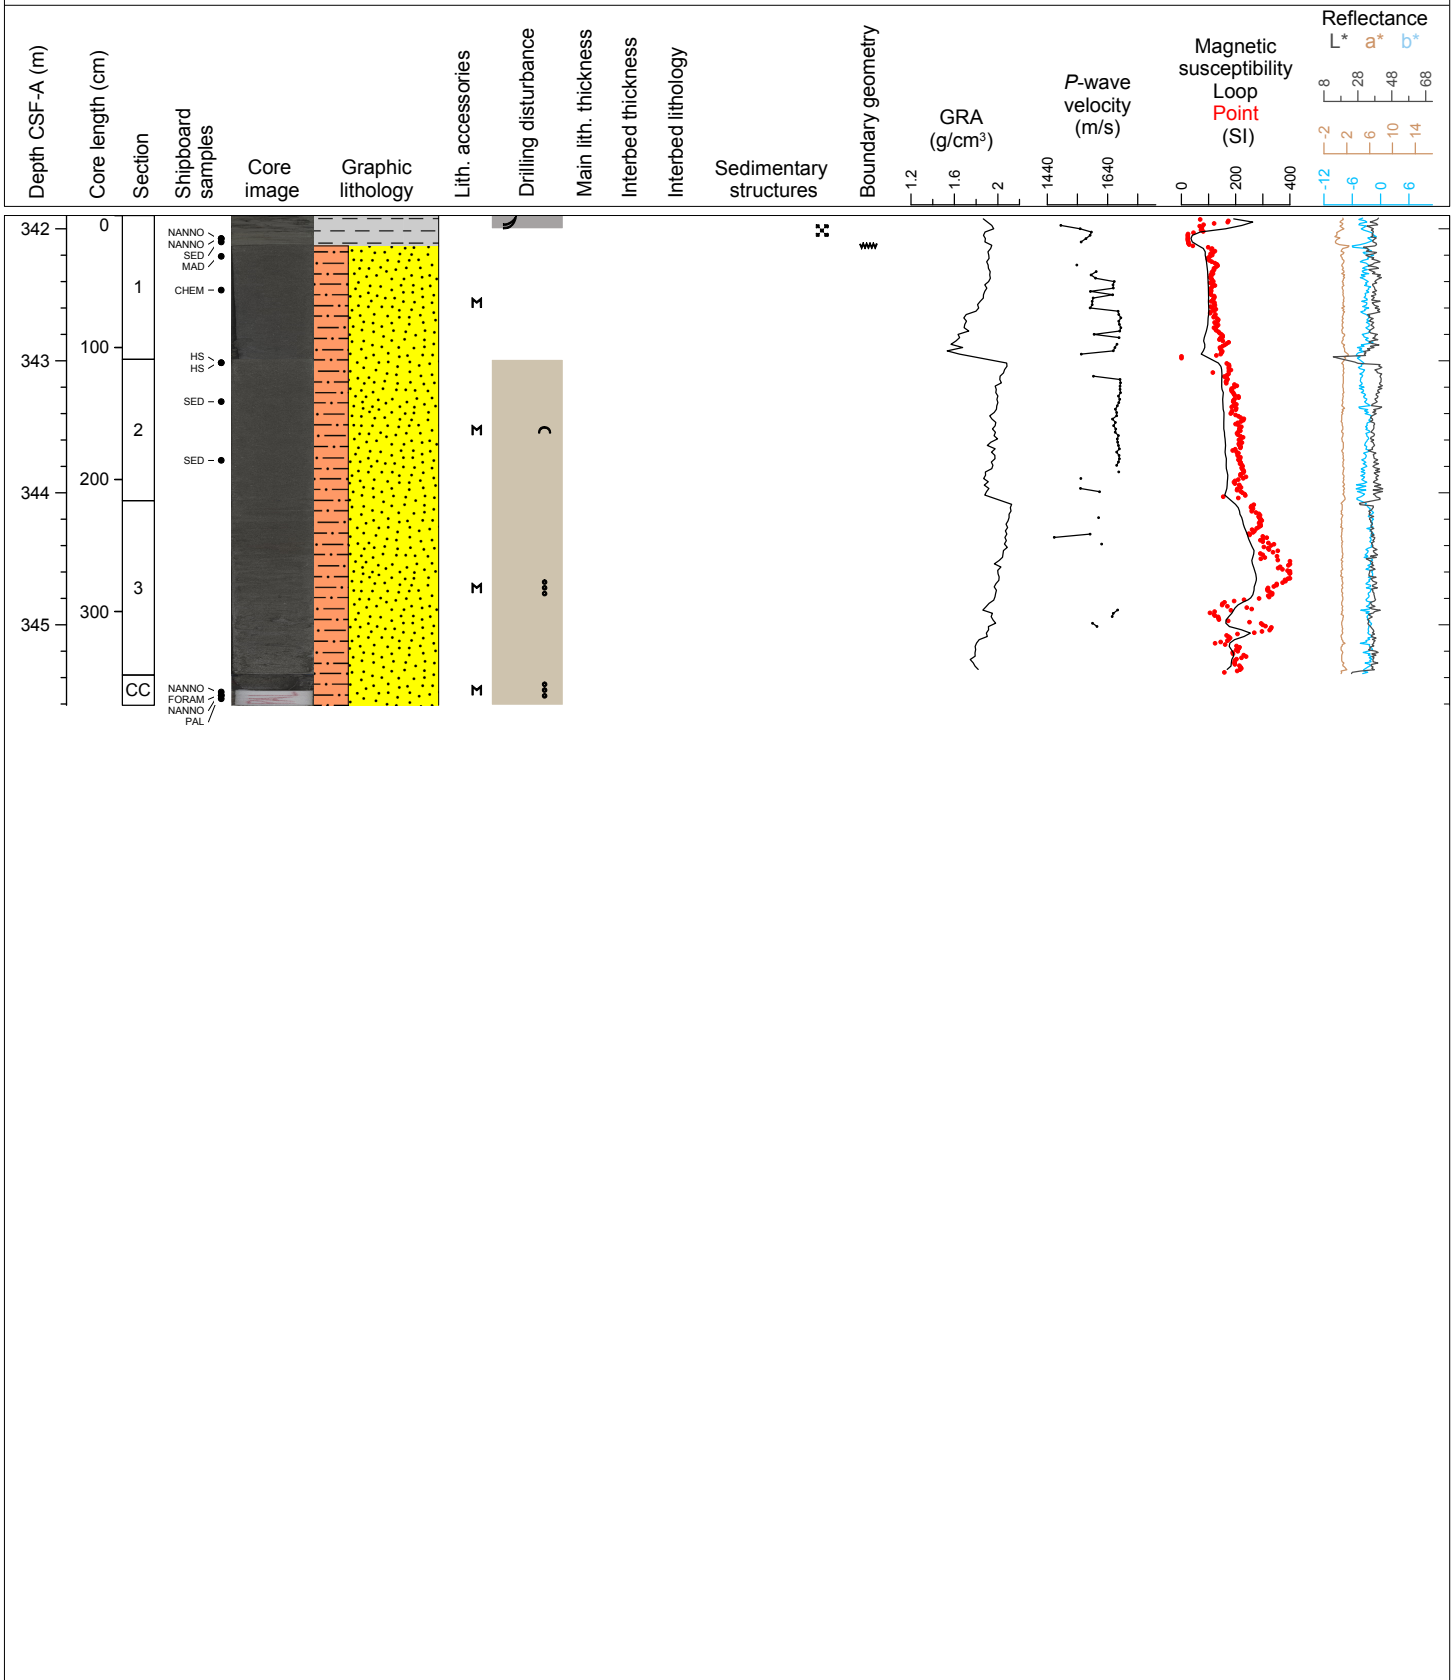 Depth CSF-A (m)
Core length (cm)
Section
Shipboard
samples
Core
image
Graphic
lithology
Lith. accessories
Drilling disturbance
Main lith. thickness
Interbed thickness
Interbed lithology
Sedimentary
structures
Boundary geometry
GRA
(g/cm³)
1.2
1.6
2
P-wave
velocity
(m/s)
1440
1640
Magnetic
susceptibility
Loop
Point
(SI)
0
200
400
Reflectance
L* a* b*
8 28 48 68
-2 2 6 10 14
-12 -6 0 6
342
343
344
345
0
100
200
300
1
2
3
CC
NANNO
NANNO
SED
MAD
CHEM
HS
HS
SED
SED
NANNO
FORAM
NANNO
PAL
M
M
M
M